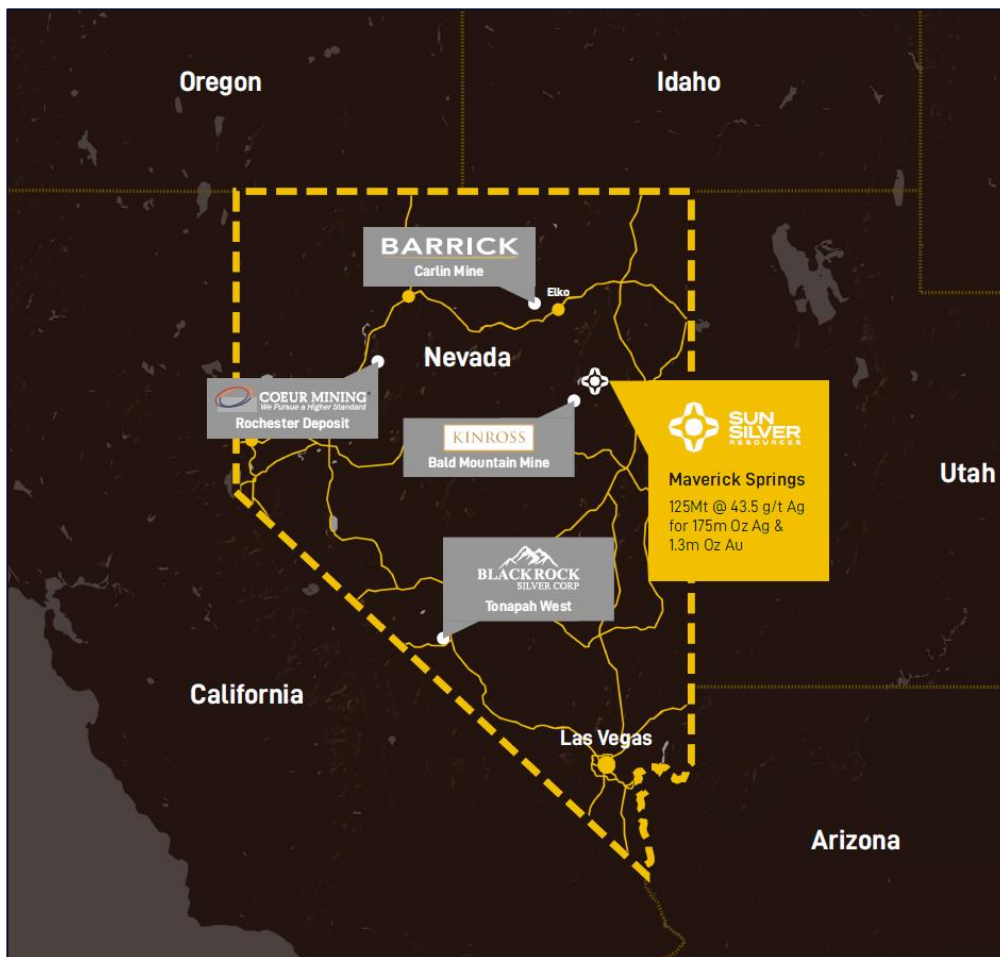 Oregon
Idaho
BARRICK
Carlin Mine
Elko
Nevada
COEUR MINING®
We Pursue a Higher Standard
Rochester Deposit
KINROSS
Bald Mountain Mine
SUN
SILVER
RESOURCES
Maverick Springs
125Mt @ 43.5 g/t Ag
for 175m Oz Ag &
1.3m Oz Au
Utah
BLACKROCK
SILVER CORP
Tonapah West
California
Las Vegas
Arizona